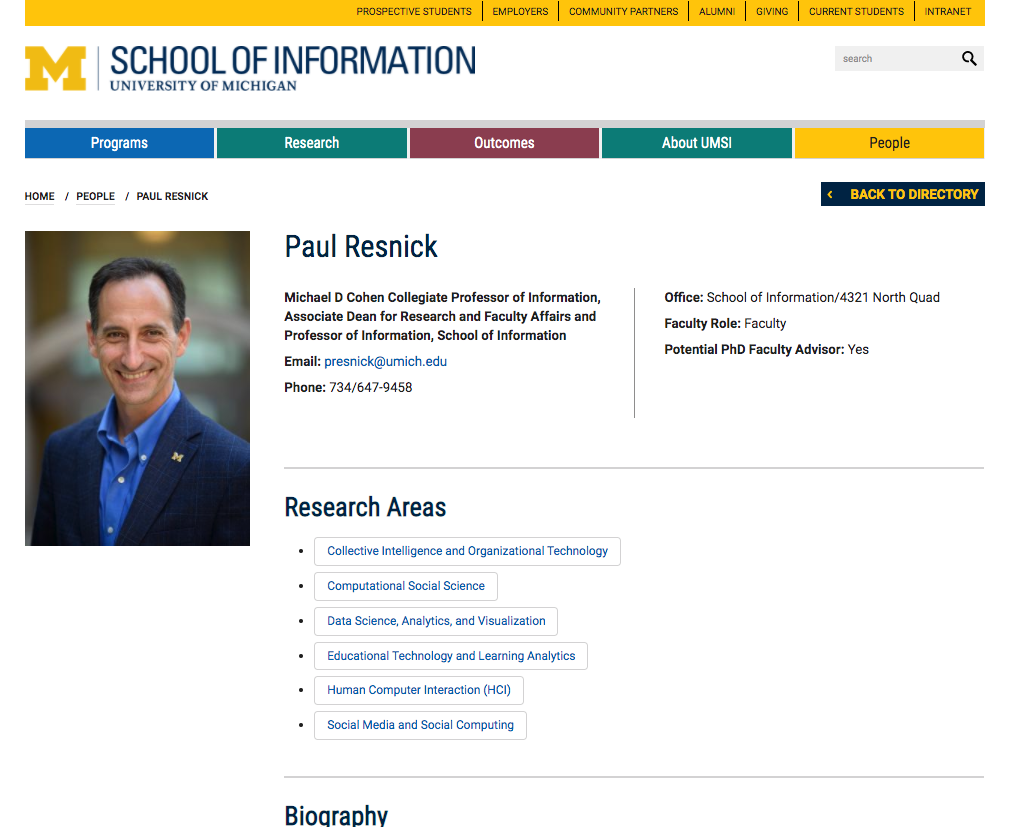 PROSPECTIVE STUDENTS EMPLOYERS COMMUNITY PARTNERS ALUMNI GIVING CURRENT STUDENTS INTRANET
M SCHOOL OF INFORMATION
UNIVERSITY OF MICHIGAN
search
Programs Research Outcomes About UMSI People
HOME / PEOPLE / PAUL RESNICK
‹ BACK TO DIRECTORY
M
Paul Resnick
Michael D Cohen Collegiate Professor of Information,
Associate Dean for Research and Faculty Affairs and
Professor of Information, School of Information
Email: presnick@umich.edu
Phone: 734/647-9458
Office: School of Information/4321 North Quad
Faculty Role: Faculty
Potential PhD Faculty Advisor: Yes
Research Areas
• Collective Intelligence and Organizational Technology
• Computational Social Science
• Data Science, Analytics, and Visualization
• Educational Technology and Learning Analytics
• Human Computer Interaction (HCI)
• Social Media and Social Computing
Biography